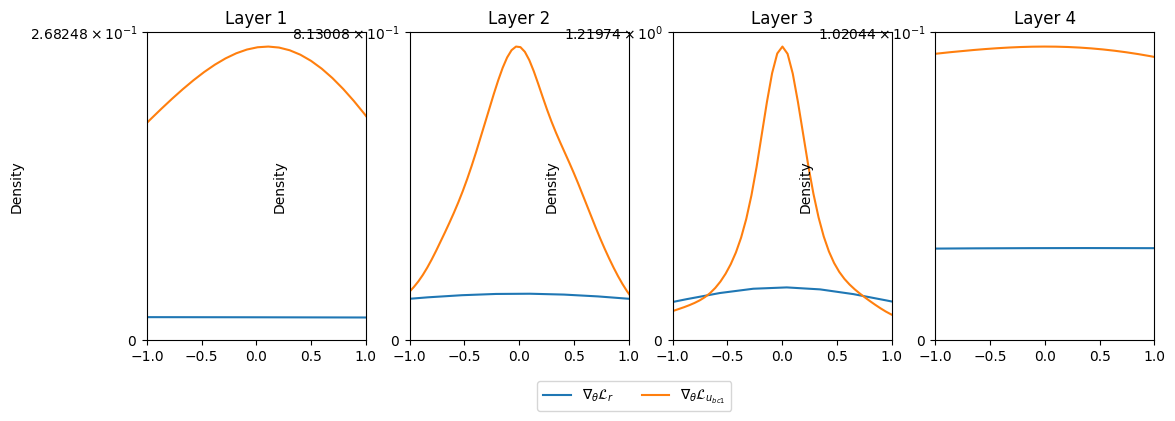 Layer 1
Layer 2
Layer 3
Layer 4
2.68248 × 10⁻¹
8.13008 × 10⁻¹
1.21974 × 10⁰
1.02044 × 10⁻¹
Density
Density
Density
Density
0
0
0
0
−1.0 −0.5 0.0 0.5 1.0
−1.0 −0.5 0.0 0.5 1.0
−1.0 −0.5 0.0 0.5 1.0
−1.0 −0.5 0.0 0.5 1.0
∇θℒr
∇θℒu_bc1